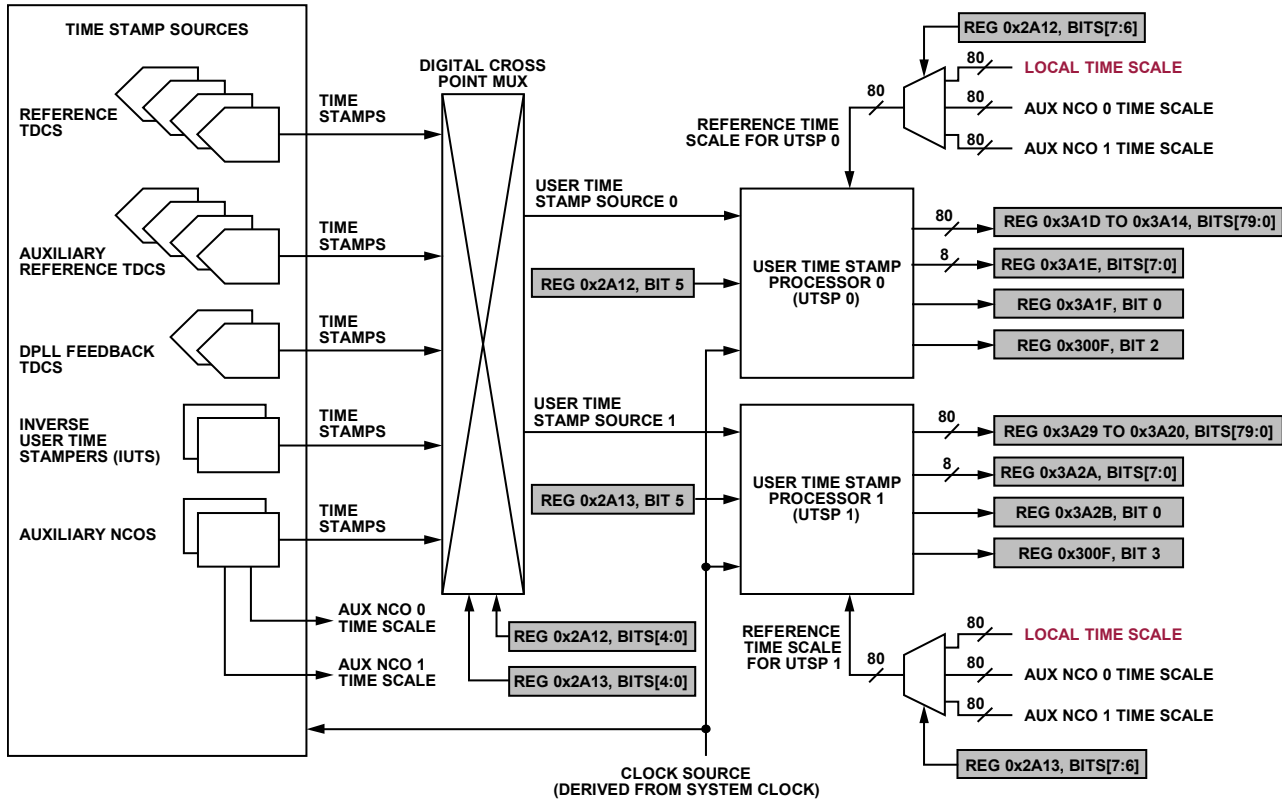 TIME STAMP SOURCES
REFERENCE
TDCS
TIME
STAMPS
AUXILIARY
REFERENCE TDCS
TIME
STAMPS
DPLL FEEDBACK
TDCS
TIME
STAMPS
INVERSE
USER TIME
STAMPERS (IUTS)
TIME
STAMPS
AUXILIARY NCOS
TIME
STAMPS
AUX NCO 0
TIME SCALE
AUX NCO 1
TIME SCALE
DIGITAL CROSS
POINT MUX
REG 0x2A12, BITS[4:0]
REG 0x2A13, BITS[4:0]
USER TIME
STAMP SOURCE 0
REG 0x2A12, BIT 5
USER TIME
STAMP SOURCE 1
REG 0x2A13, BIT 5
CLOCK SOURCE
(DERIVED FROM SYSTEM CLOCK)
REG 0x2A12, BITS[7:6]
80
LOCAL TIME SCALE
80
AUX NCO 0 TIME SCALE
80
AUX NCO 1 TIME SCALE
80
REFERENCE TIME
SCALE FOR UTSP 0
USER TIME STAMP
PROCESSOR 0
(UTSP 0)
80
REG 0x3A1D TO 0x3A14, BITS[79:0]
8
REG 0x3A1E, BITS[7:0]
REG 0x3A1F, BIT 0
REG 0x300F, BIT 2
USER TIME STAMP
PROCESSOR 1
(UTSP 1)
80
REG 0x3A29 TO 0x3A20, BITS[79:0]
8
REG 0x3A2A, BITS[7:0]
REG 0x3A2B, BIT 0
REG 0x300F, BIT 3
REFERENCE
TIME SCALE
FOR UTSP 1
80
80
LOCAL TIME SCALE
80
AUX NCO 0 TIME SCALE
80
AUX NCO 1 TIME SCALE
REG 0x2A13, BITS[7:6]